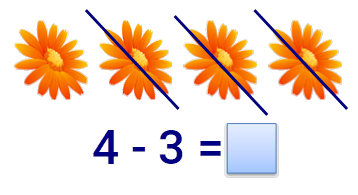 4 - 3 =